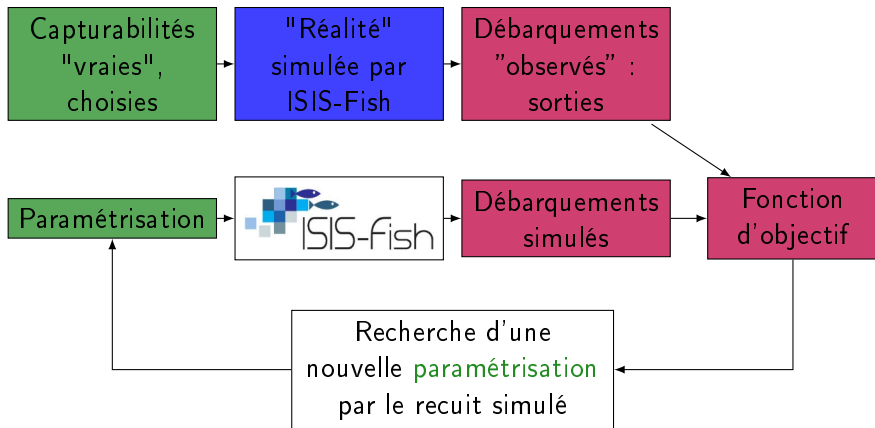 Capturabilités
"vraies",
choisies
"Réalité"
simulée par
ISIS-Fish
Débarquements
"observés" :
sorties
Paramétrisation
ISIS-Fish
Débarquements
simulés
Fonction
d'objectif
Recherche d'une
nouvelle paramétrisation
par le recuit simulé